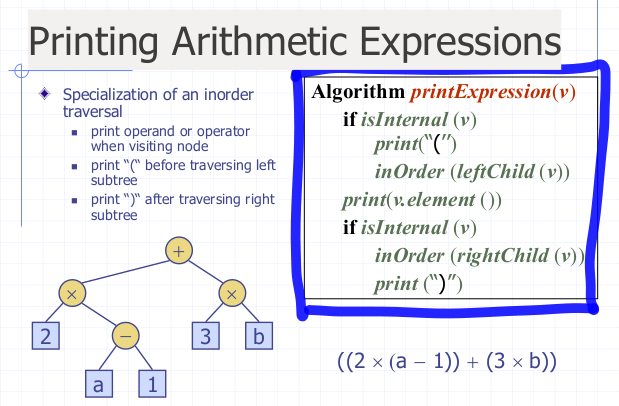 Printing Arithmetic Expressions
Specialization of an inorder
traversal
print operand or operator
when visiting node
print “(“ before traversing left
subtree
print “)“ after traversing right
subtree
Algorithm printExpression(v)
if isInternal (v)
print(“(’’)
inOrder (leftChild (v))
print(v.element ())
if isInternal (v)
inOrder (rightChild (v))
print (“)’’)
+
× ×
2 − 3 b
a 1
((2 × (a − 1)) + (3 × b))